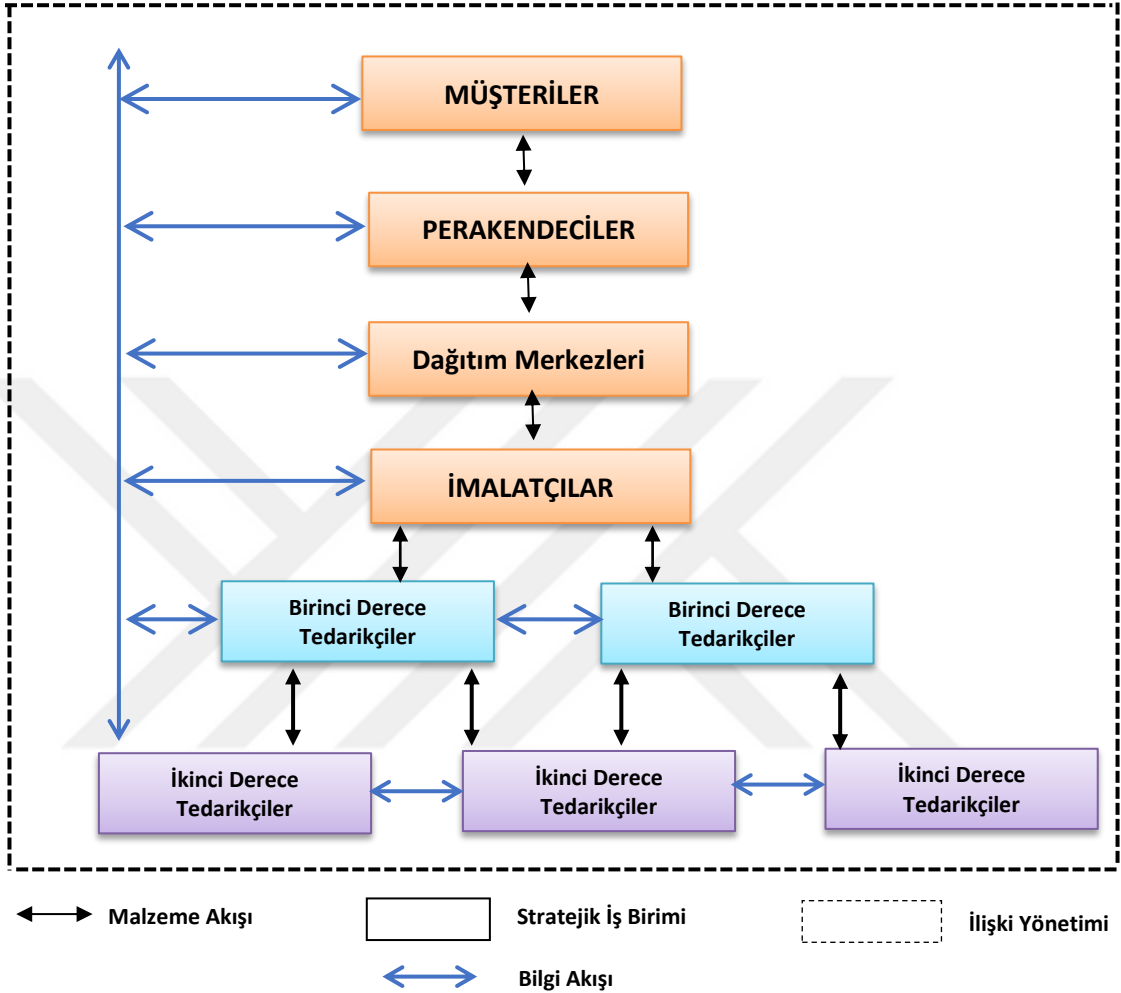 MÜŞTERİLER
PERAKENDECİLER
Dağıtım Merkezleri
İMALATÇILAR
Birinci Derece
Tedarikçiler
Birinci Derece
Tedarikçiler
İkinci Derece
Tedarikçiler
İkinci Derece
Tedarikçiler
İkinci Derece
Tedarikçiler
Malzeme Akışı
Stratejik İş Birimi
İlişki Yönetimi
Bilgi Akışı